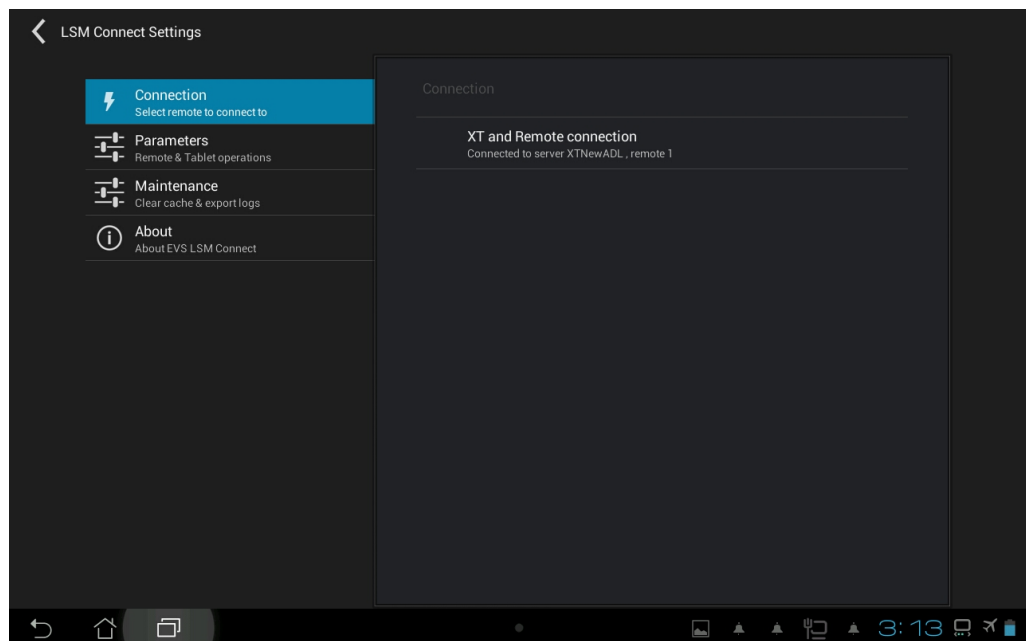 LSM Connect Settings
Connection
Select remote to connect to
Parameters
Remote & Tablet operations
Maintenance
Clear cache & export logs
About
About EVS LSM Connect
Connection
XT and Remote connection
Connected to server XTNewADL , remote 1
3:13